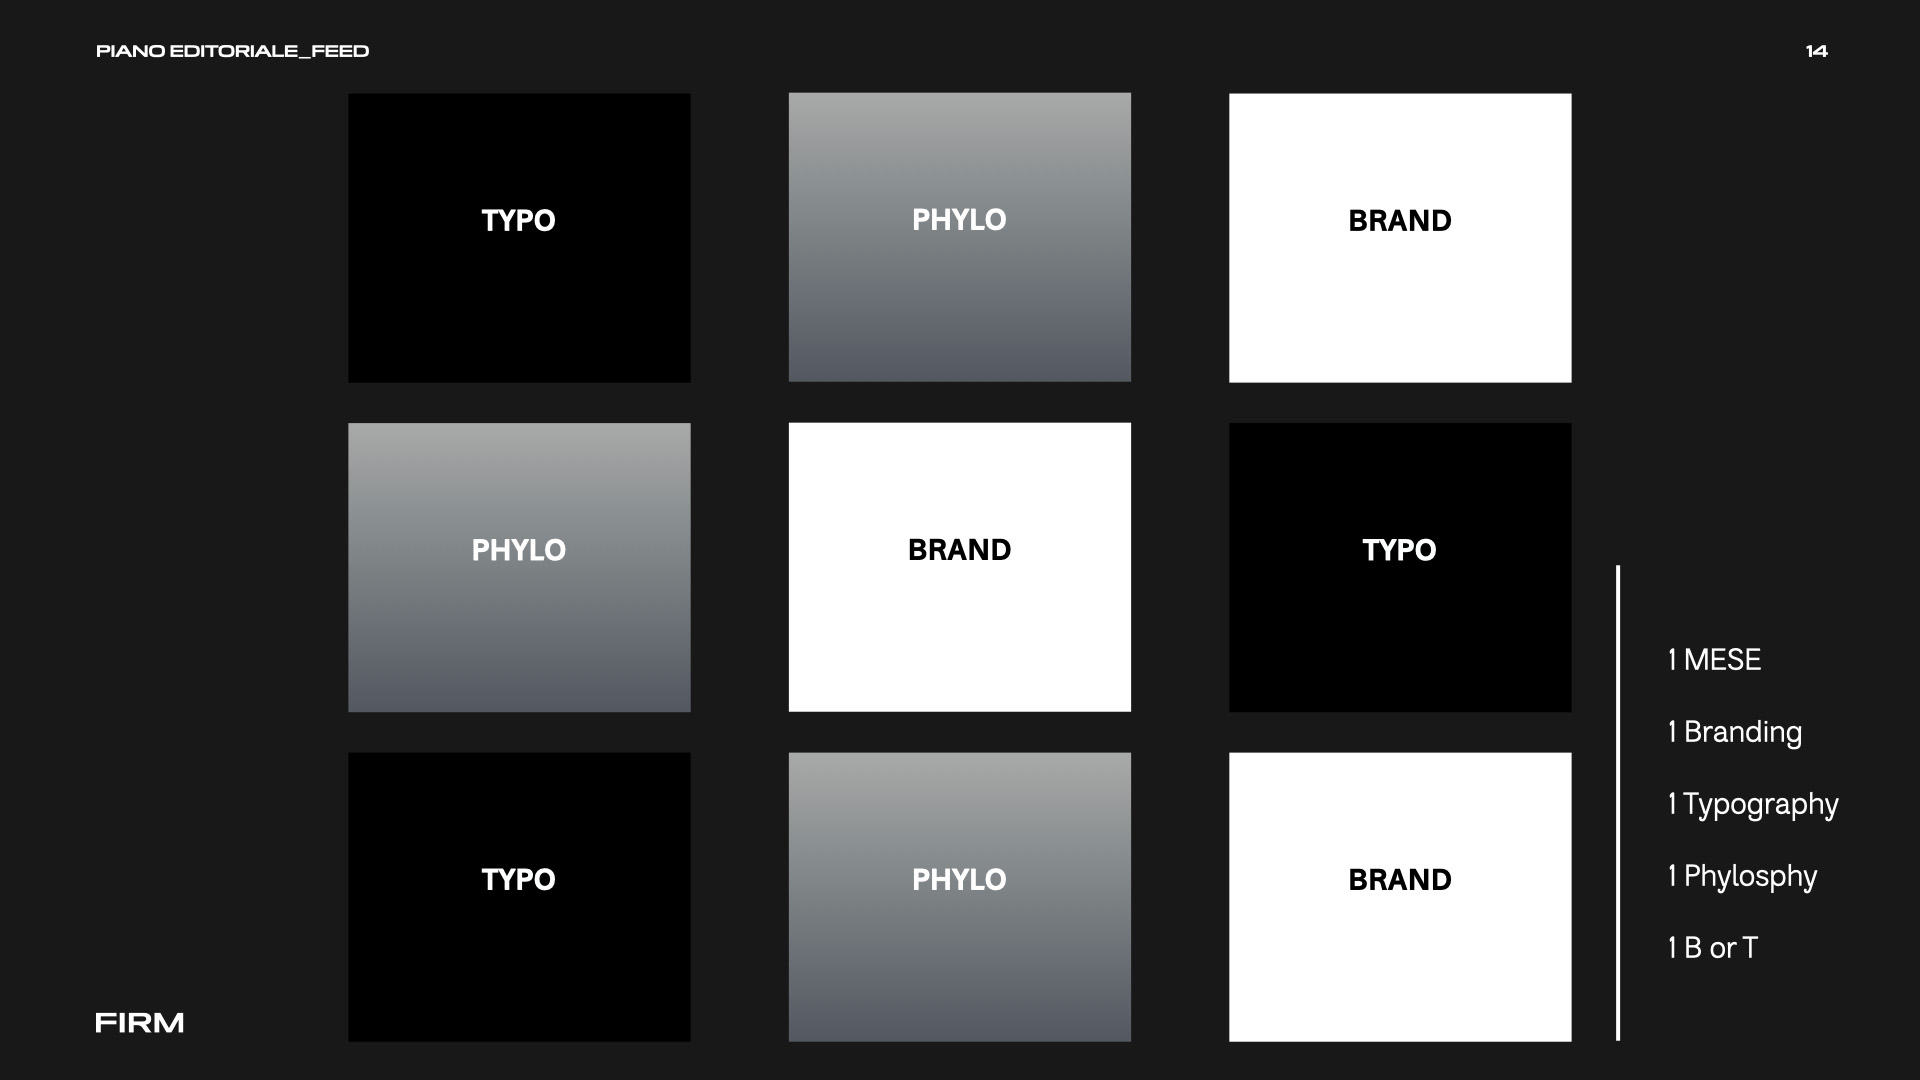 PIANO EDITORIALE_FEED
14
TYPO
PHYLO
BRAND
PHYLO
BRAND
TYPO
TYPO
PHYLO
BRAND
1 MESE
1 Branding
1 Typography
1 Phylosphy
1 B or T
FIRM